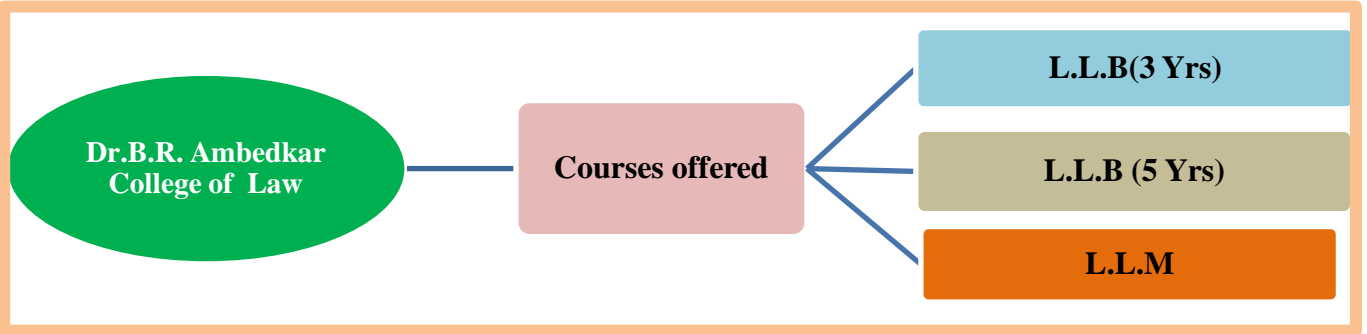 Dr.B.R. Ambedkar
College of  Law
Courses offered
L.L.B(3 Yrs)
L.L.B (5 Yrs)
L.L.M